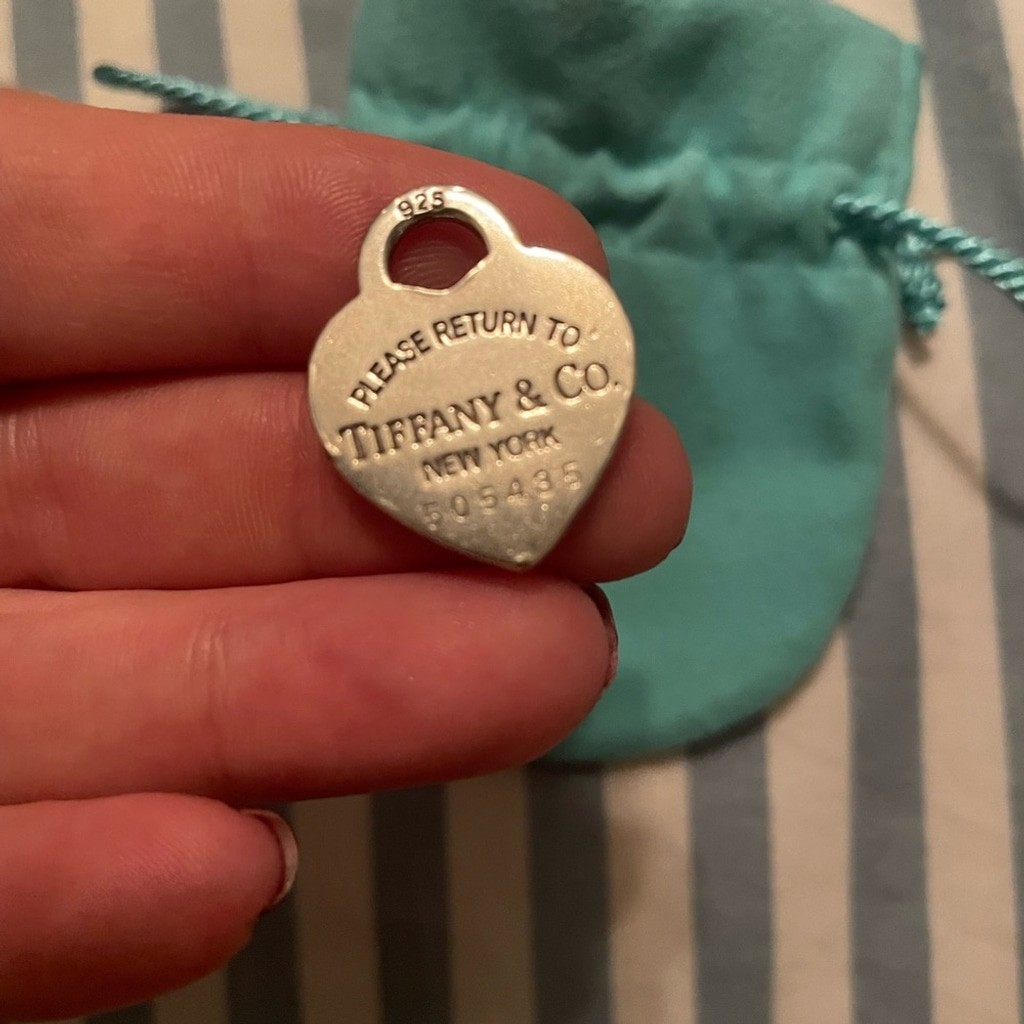 925
PLEASE RETURN TO
TIFFANY & CO.
NEW YORK
505435